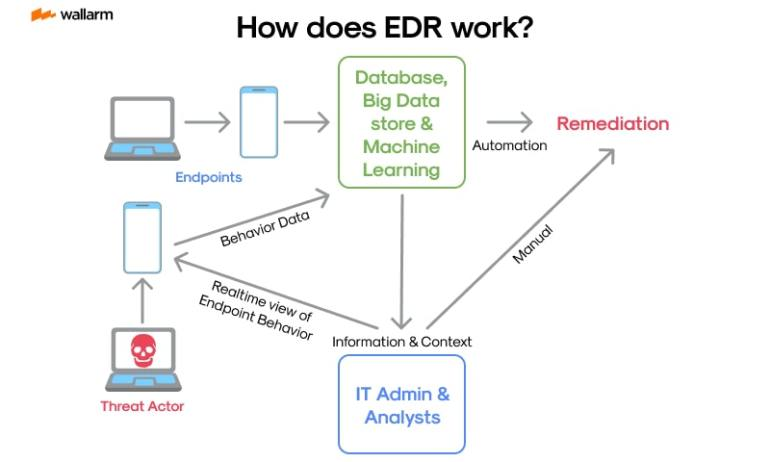 wallarm
How does EDR work?
Database,
Big Data
store &
Machine
Learning
Automation
Remediation
Endpoints
Behavior Data
Realtime view of
Endpoint Behavior
Manual
Information & Context
Threat Actor
IT Admin &
Analysts